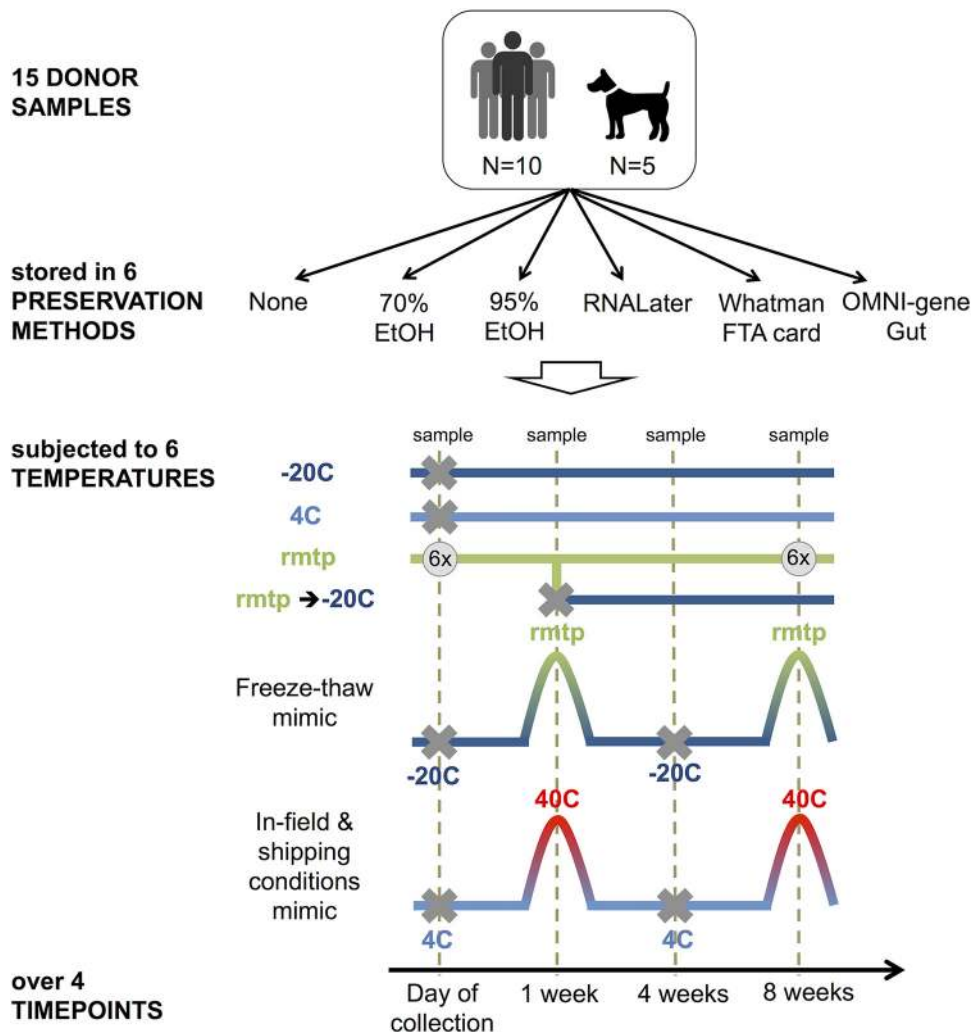 15 DONOR
SAMPLES
N=10
N=5
stored in 6
PRESERVATION
METHODS
None
70%
EtOH
95%
EtOH
RNALater
Whatman
FTA card
OMNI-gene
Gut
subjected to 6
TEMPERATURES
sample
sample
sample
sample
-20C
4C
rmtp
6x
6x
rmtp ➔-20C
rmtp
rmtp
Freeze-thaw
mimic
-20C
-20C
40C
40C
In-field &
shipping
conditions
mimic
4C
4C
over 4
TIMEPOINTS
Day of
collection
1 week
4 weeks
8 weeks